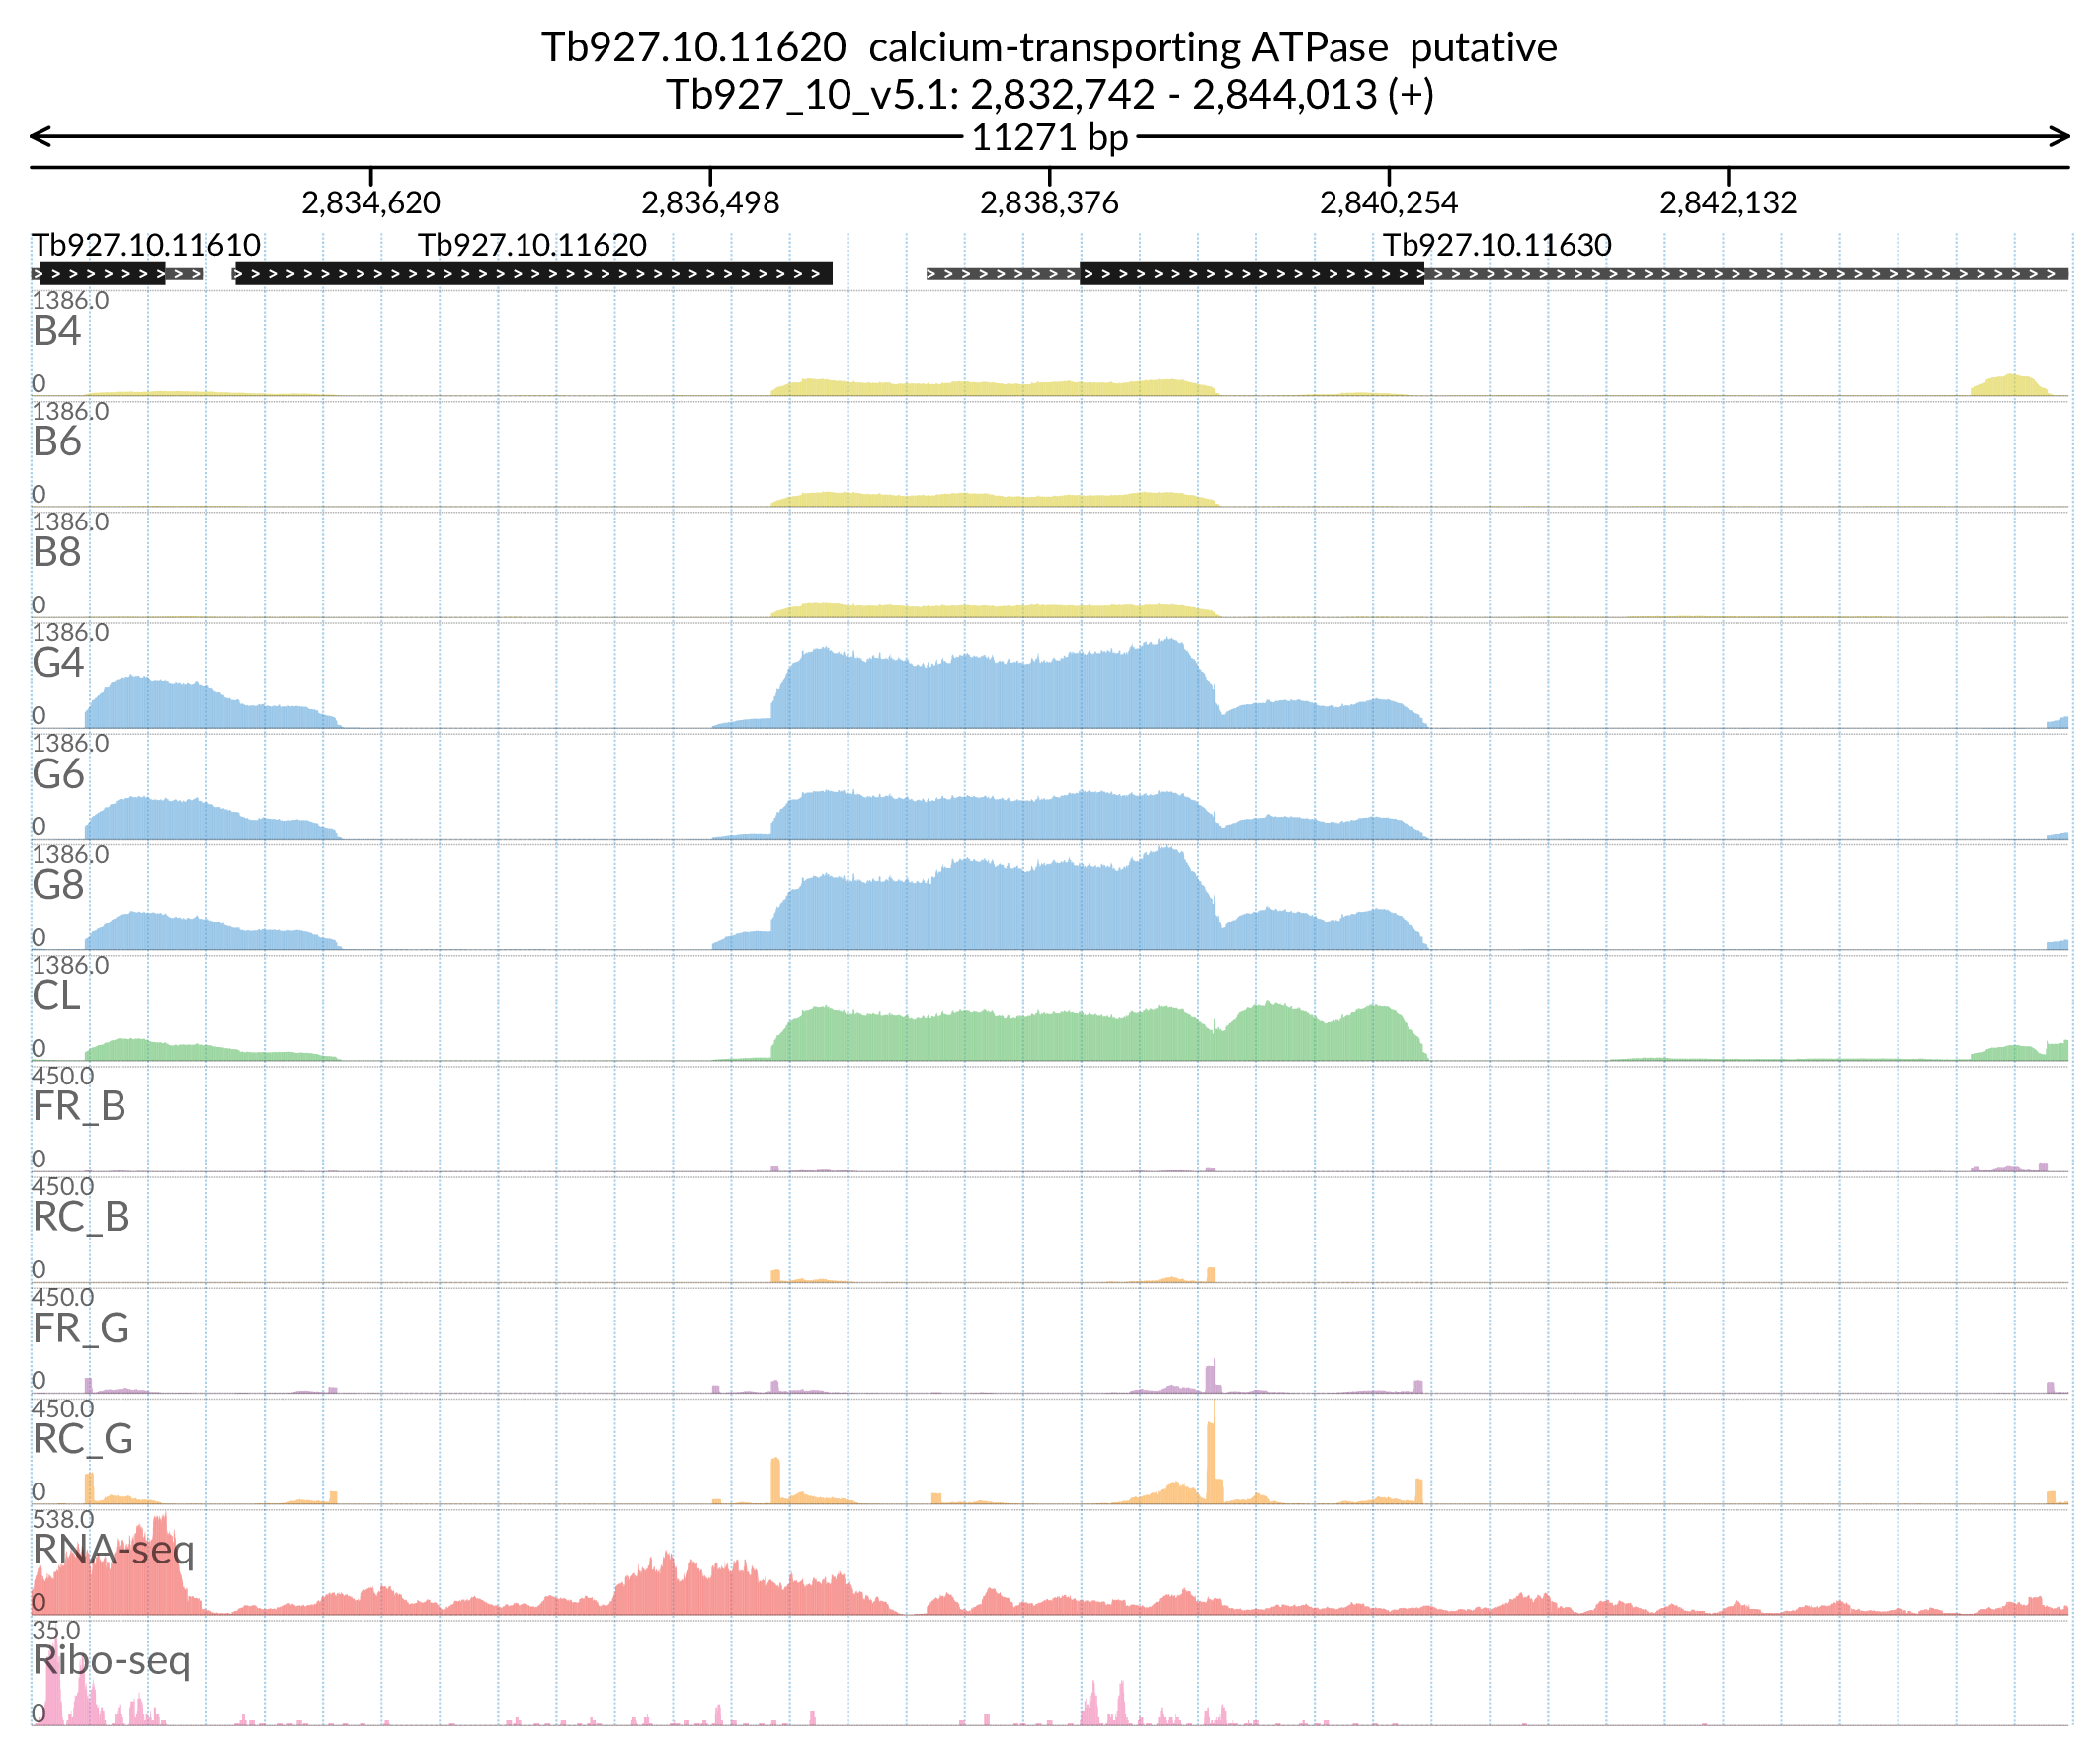 Tb927.10.11620 calcium-transporting ATPase putative
Tb927_10_v5.1: 2,832,742 - 2,844,013 (+)
11271 bp
2,834,620 2,836,498 2,838,376 2,840,254 2,842,132
Tb927.10.11610 Tb927.10.11620 Tb927.10.11630
1386.0
B4
0
1386.0
B6
0
1386.0
B8
0
1386.0
G4
0
1386.0
G6
0
1386.0
G8
0
1386.0
CL
0
450.0
FR_B
0
450.0
RC_B
0
450.0
FR_G
0
450.0
RC_G
0
538.0
RNA-seq
0
35.0
Ribo-seq
0